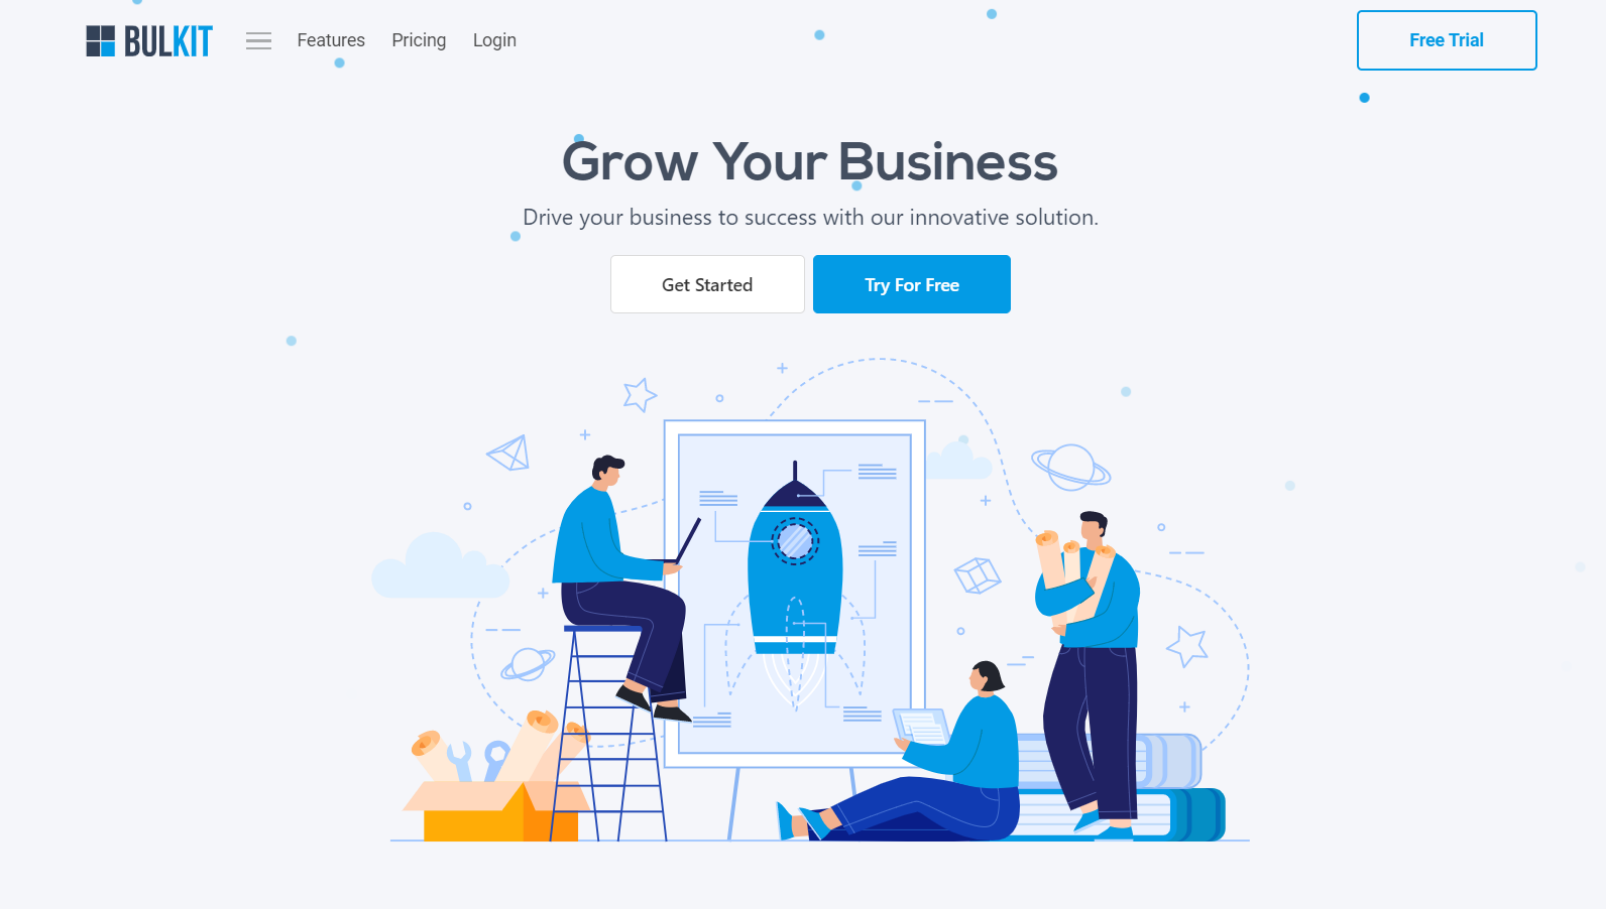 BULKIT
Features Pricing Login
Free Trial
Grow Your Business
Drive your business to success with our innovative solution.
Get Started
Try For Free